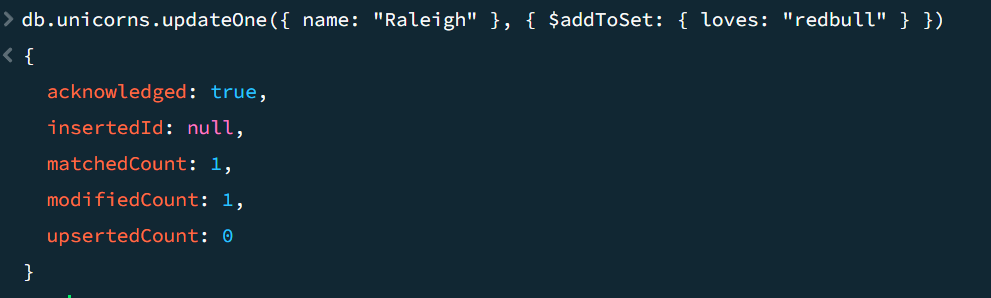 > db.unicorns.updateOne({ name: "Raleigh" }, { $addToSet: { loves: "redbull" } })
< {
acknowledged: true,
insertedId: null,
matchedCount: 1,
modifiedCount: 1,
upsertedCount: 0
}